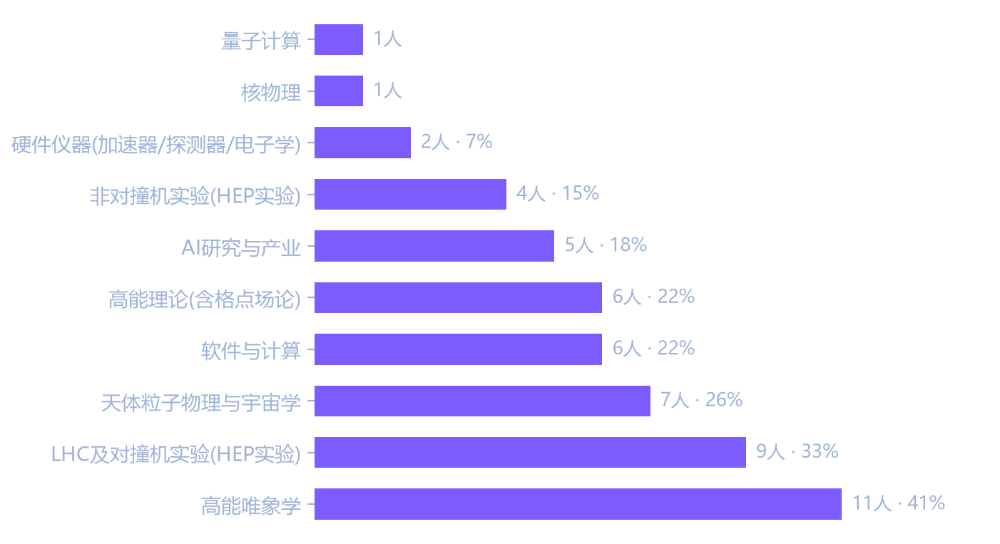 量子计算 1人
核物理 1人
硬件仪器(加速器/探测器/电子学) 2人 · 7%
非对撞机实验(HEP实验) 4人 · 15%
AI研究与产业 5人 · 18%
高能理论(含格点场论) 6人 · 22%
软件与计算 6人 · 22%
天体粒子物理与宇宙学 7人 · 26%
LHC及对撞机实验(HEP实验) 9人 · 33%
高能唯象学 11人 · 41%